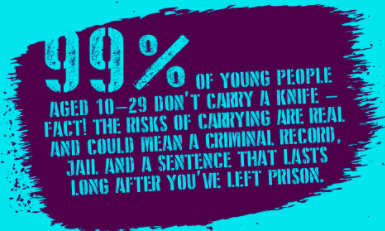 99% OF YOUNG PEOPLE
AGED 10–29 DON'T CARRY A KNIFE –
FACT! THE RISKS OF CARRYING ARE REAL
AND COULD MEAN A CRIMINAL RECORD,
JAIL AND A SENTENCE THAT LASTS
LONG AFTER YOU'VE LEFT PRISON.